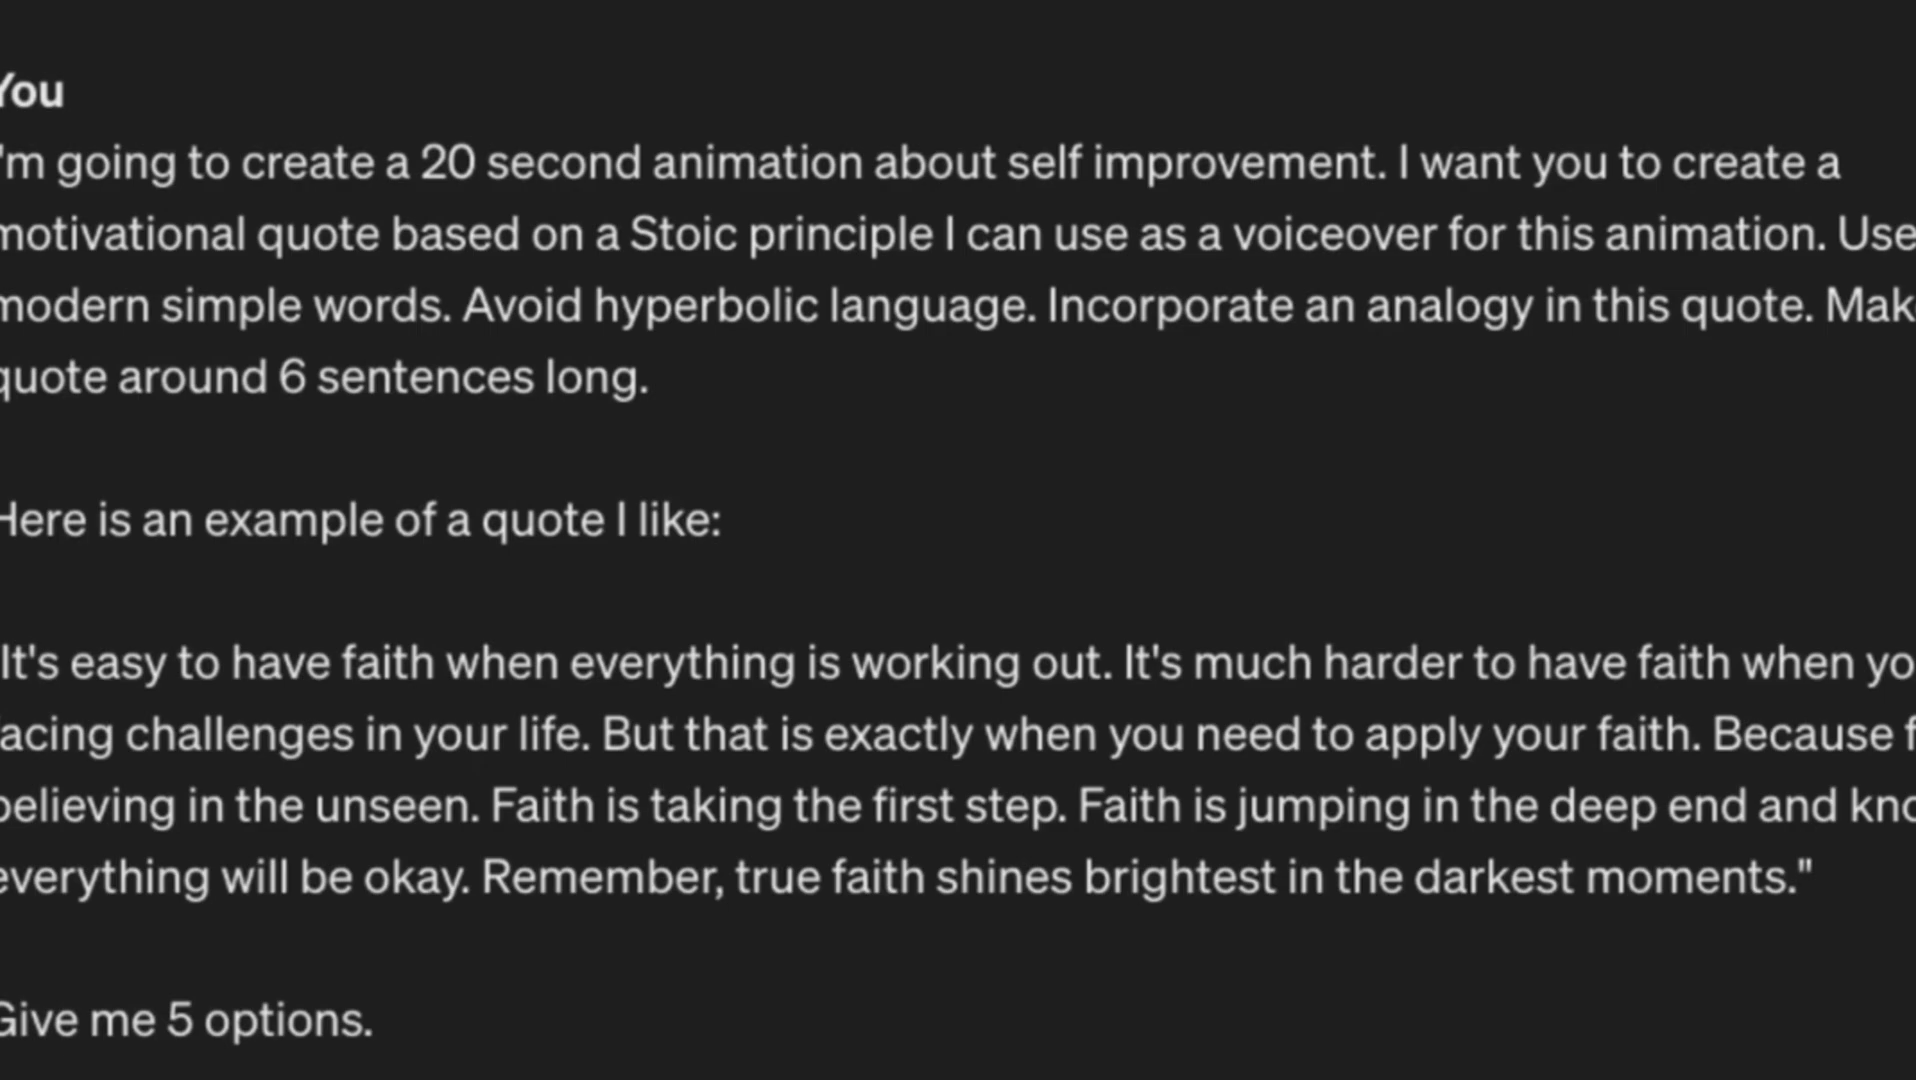 You
'm going to create a 20 second animation about self improvement. I want you to create a
motivational quote based on a Stoic principle I can use as a voiceover for this animation. Use
modern simple words. Avoid hyperbolic language. Incorporate an analogy in this quote. Mak
quote around 6 sentences long.
Here is an example of a quote I like:
"It's easy to have faith when everything is working out. It's much harder to have faith when yo
facing challenges in your life. But that is exactly when you need to apply your faith. Because f
believing in the unseen. Faith is taking the first step. Faith is jumping in the deep end and kno
everything will be okay. Remember, true faith shines brightest in the darkest moments."
Give me 5 options.